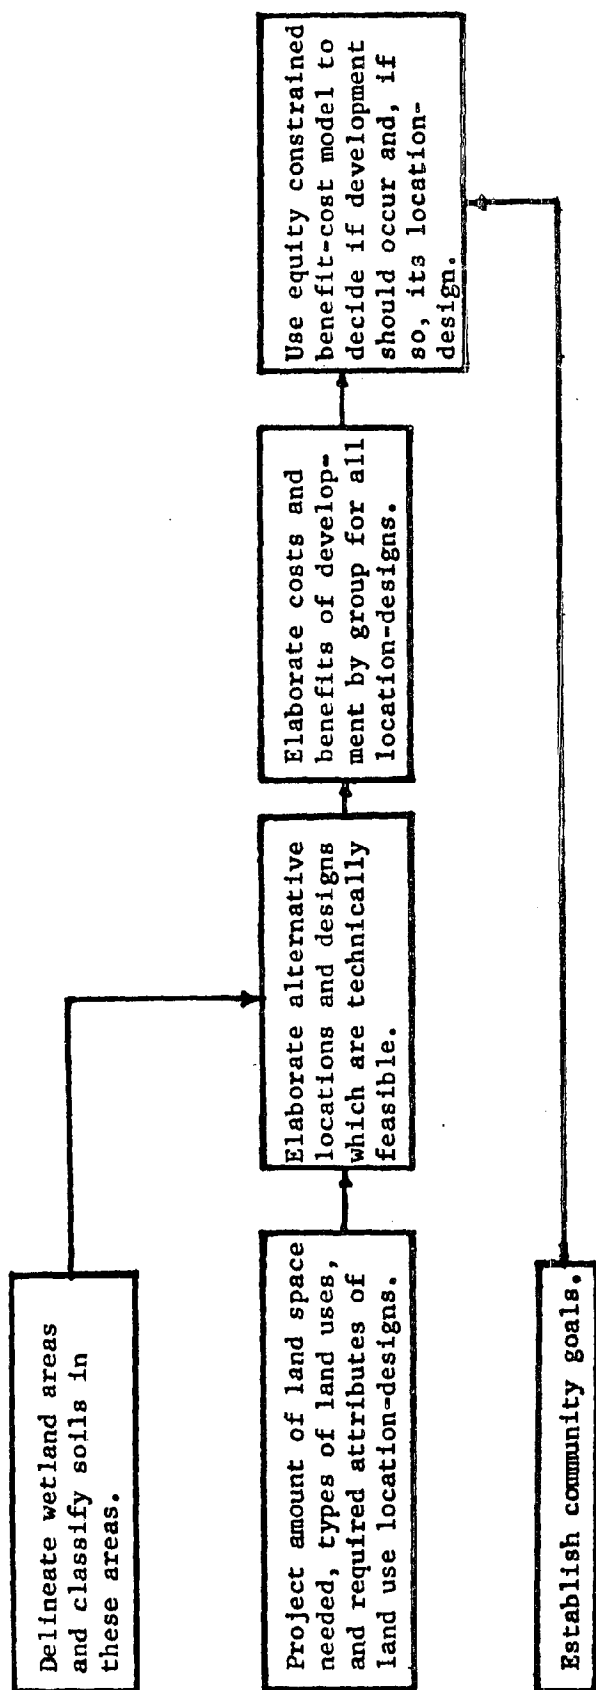 Delineate wetland areas
and classify soils in
these areas.
Project amount of land space
needed, types of land uses,
and required attributes of
land use location-designs.
Elaborate alternative
locations and designs
which are technically
feasible.
Elaborate costs and
benefits of develop-
ment by group for all
location-designs.
Use equity constrained
benefit-cost model to
decide if development
should occur and, if
so, its location-
design.
Establish community goals.